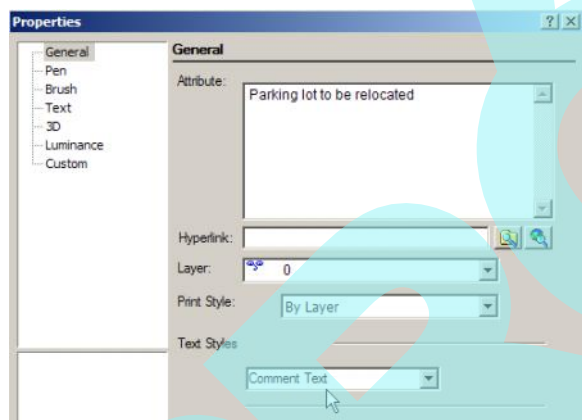 Properties
General
Pen
Brush
Text
3D
Luminance
Custom
General
Attribute:
Parking lot to be relocated
Hyperlink:
Layer:
0
Print Style:
By Layer
Text Styles
Comment Text